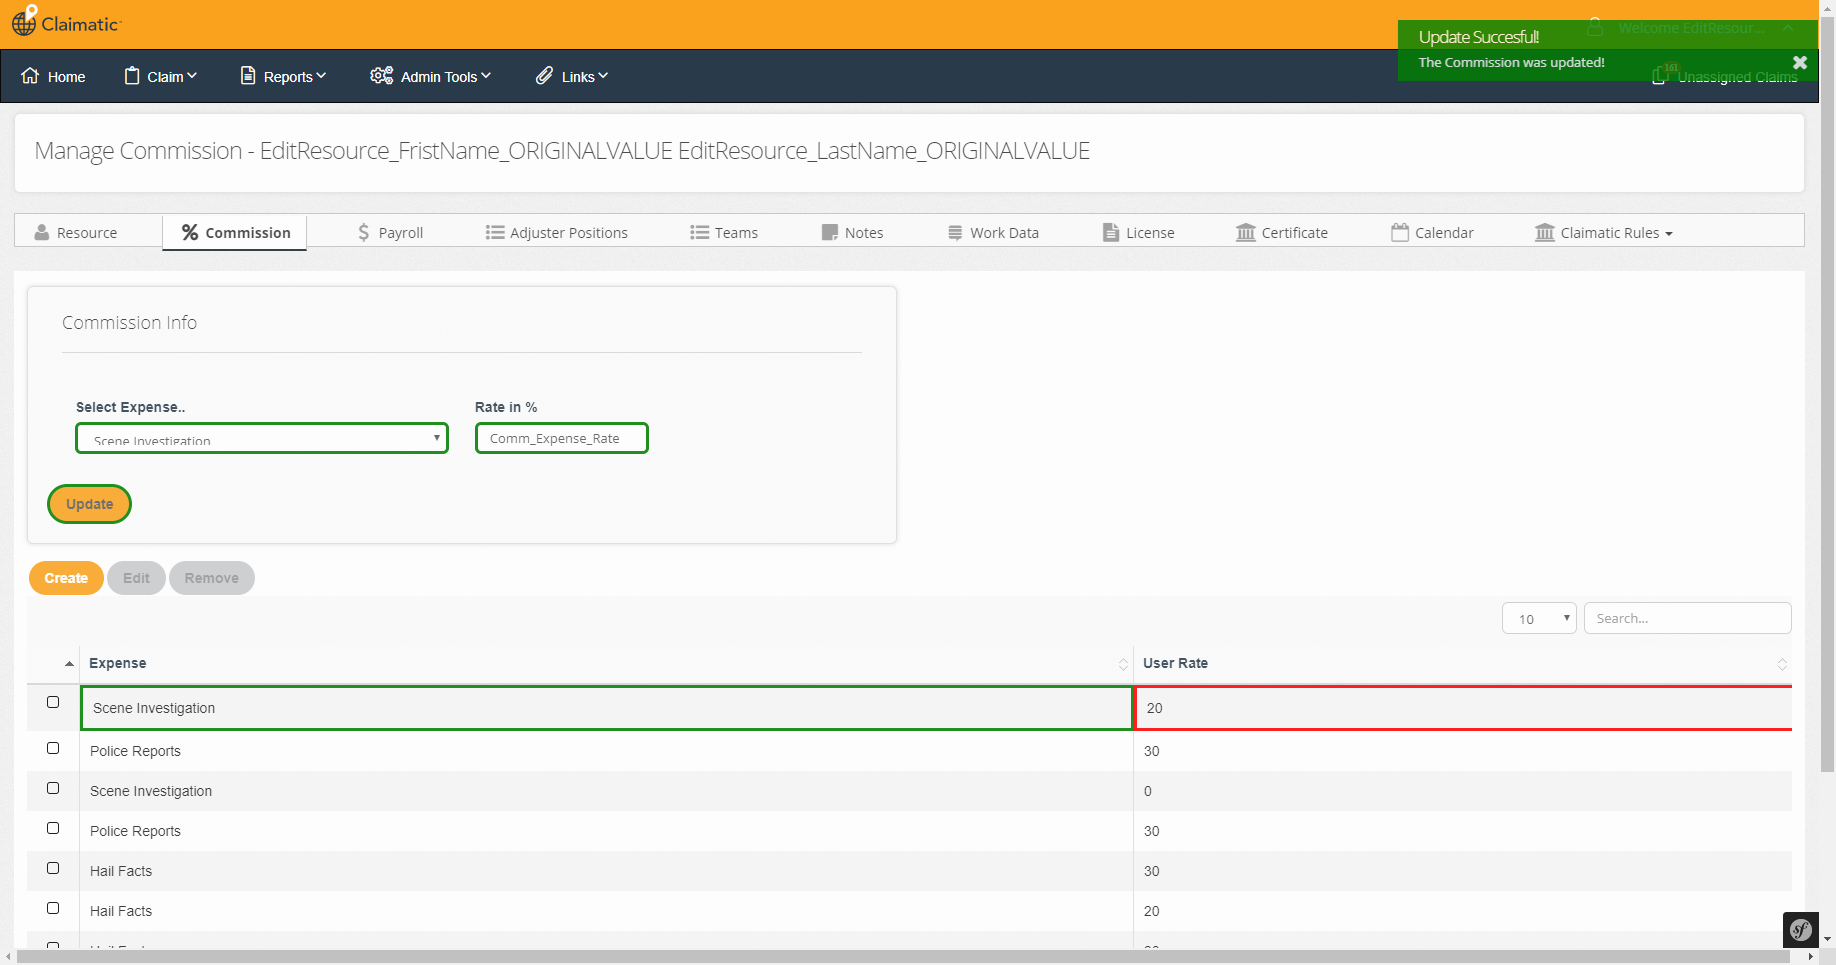 Claimatic
Welcome EditResour...
Update Succesful!
The Commission was updated!
Home
Claim
Reports
Admin Tools
Links
161
Unassigned Claims
Manage Commission - EditResource_FristName_ORIGINALVALUE EditResource_LastName_ORIGINALVALUE
Resource
Commission
Payroll
Adjuster Positions
Teams
Notes
Work Data
License
Certificate
Calendar
Claimatic Rules
Commission Info
Select Expense..
Rate in %
Scene Investigation
Comm_Expense_Rate
Update
Create
Edit
Remove
10
Search...
Expense
User Rate
Scene Investigation
20
Police Reports
30
Scene Investigation
0
Police Reports
30
Hail Facts
30
Hail Facts
20
sf